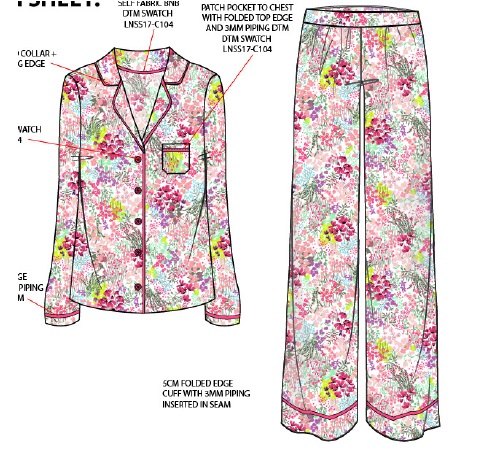 SHEET:
SELF FABRIC BNB
DTM SWATCH
LNSS17-C104
PATCH POCKET TO CHEST
WITH FOLDED TOP EDGE
AND 3MM PIPING DTM
DTM SWATCH
LNSS17-C104
COLLAR +
G EDGE
WATCH
4
GE
PIPING
M
5CM FOLDED EDGE
CUFF WITH 3MM PIPING
INSERTED IN SEAM